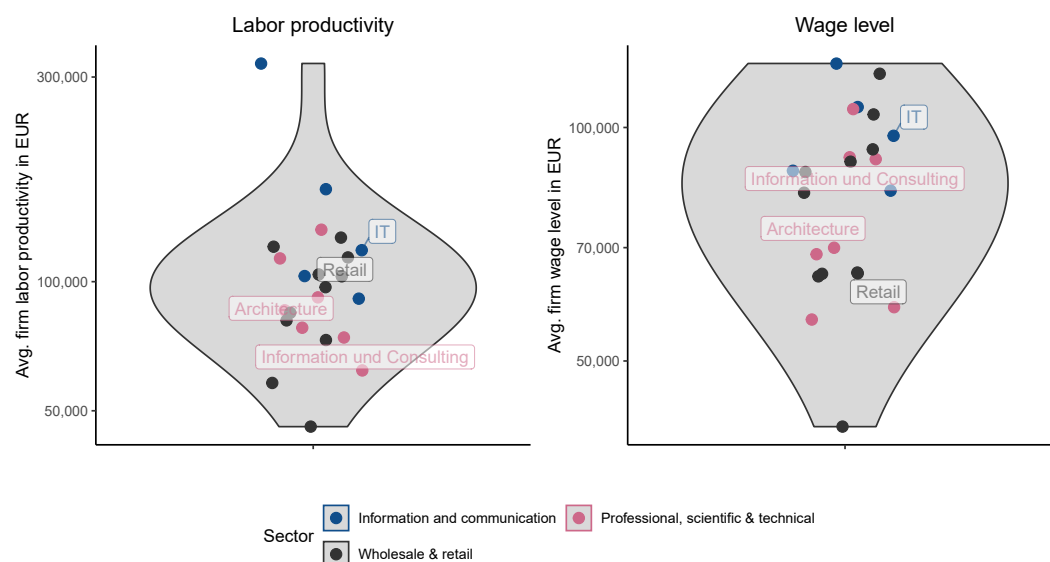 Labor productivity
Wage level
Avg. firm labor productivity in EUR
300,000
100,000
50,000
IT
Retail
Architecture
Information und Consulting
Avg. firm wage level in EUR
100,000
70,000
50,000
IT
Information und Consulting
Architecture
Retail
Sector
Information and communication
Professional, scientific & technical
Wholesale & retail